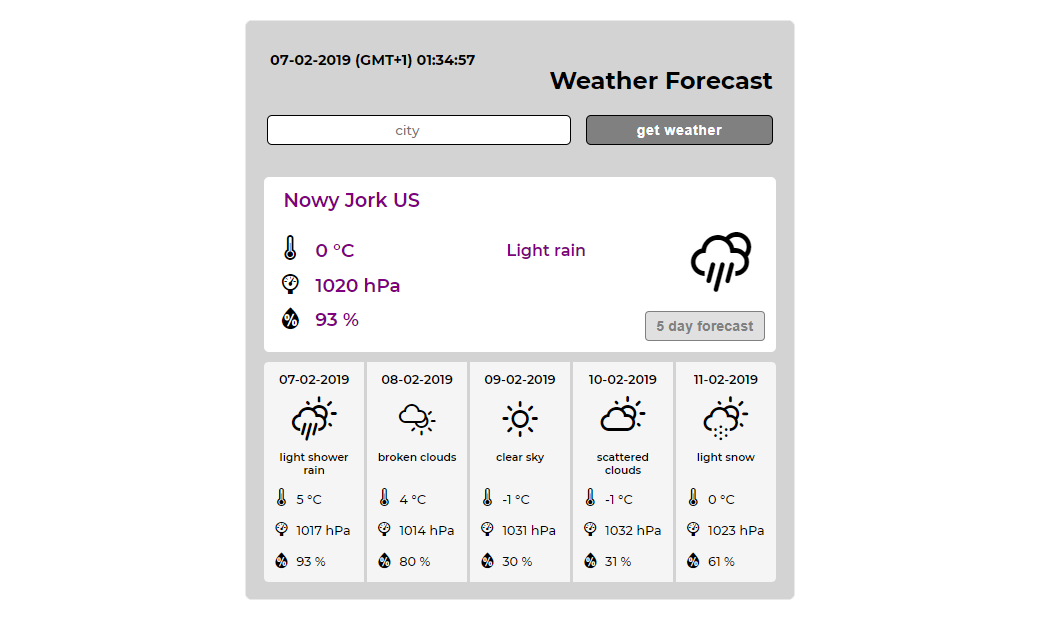 07-02-2019 (GMT+1) 01:34:57
Weather Forecast
city
get weather
Nowy Jork US
0 °C
Light rain
1020 hPa
93 %
5 day forecast
07-02-2019
light shower
rain
5 °C
1017 hPa
93 %
08-02-2019
broken clouds
4 °C
1014 hPa
80 %
09-02-2019
clear sky
-1 °C
1031 hPa
30 %
10-02-2019
scattered
clouds
-1 °C
1032 hPa
31 %
11-02-2019
light snow
0 °C
1023 hPa
61 %